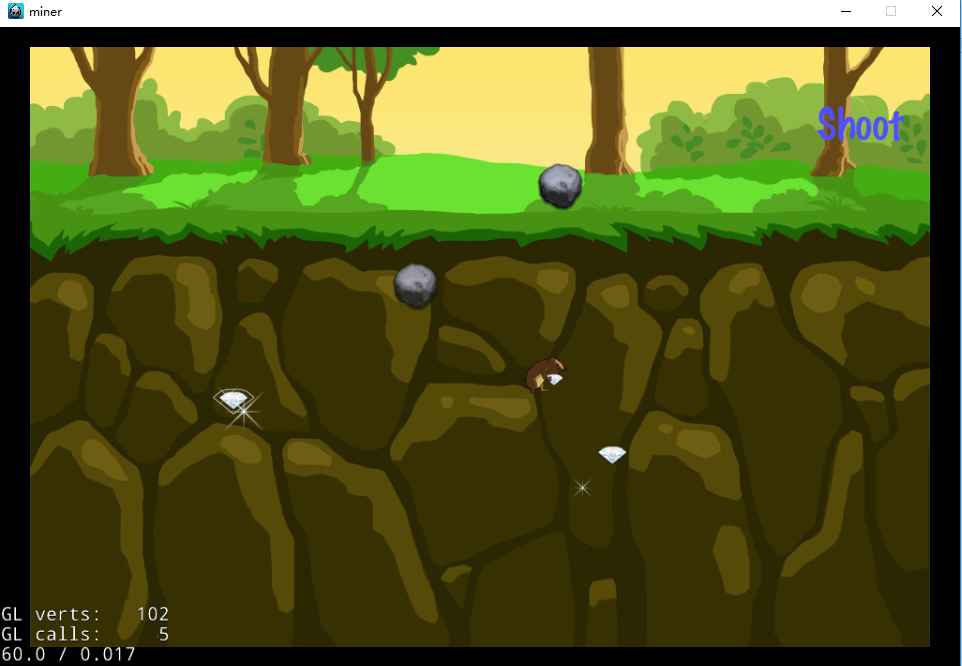 miner
Shoot
GL verts: 102
GL calls: 5
60.0 / 0.017